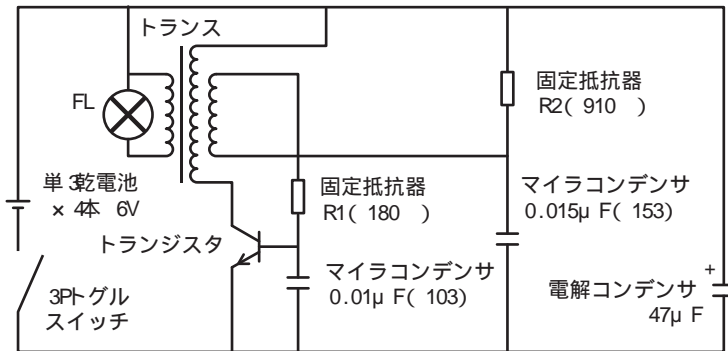 トランス
FL
固定抵抗器
R2( 910 )
単3乾電池
×4本 6V
固定抵抗器
R1( 180 )
マイラコンデンサ
0.015μF( 153)
トランジスタ
マイラコンデンサ
0.01μF( 103)
3Pトグル
スイッチ
+
電解コンデンサ
47μF